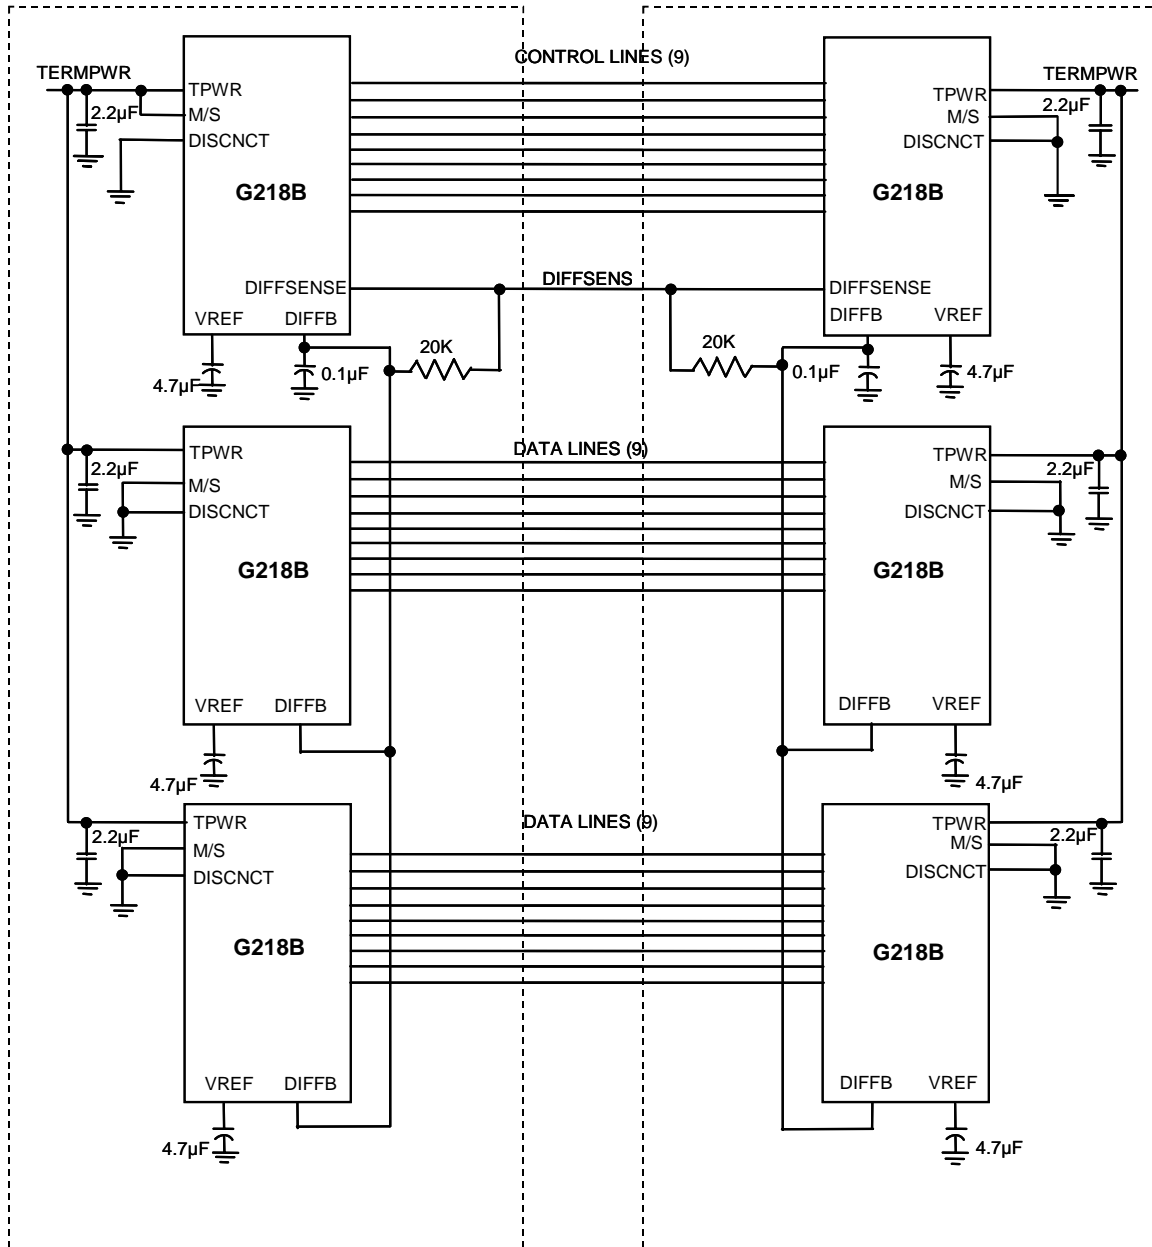 CONTROL LINES (9)
TERMPWR
TERMPWR
TPWR
2.2µF
M/S
DISCNCT
G218B
TPWR
2.2µF
M/S
DISCNCT
G218B
DIFFSENSE
DIFFSENS
DIFFSENSE
VREF
DIFFB
DIFFB
VREF
20K
20K
4.7µF
0.1µF
0.1µF
4.7µF
DATA LINES (9)
TPWR
2.2µF
M/S
DISCNCT
G218B
TPWR
2.2µF
M/S
DISCNCT
G218B
VREF
DIFFB
DIFFB
VREF
4.7µF
4.7µF
DATA LINES (9)
TPWR
2.2µF
M/S
DISCNCT
G218B
TPWR
2.2µF
M/S
DISCNCT
G218B
VREF
DIFFB
DIFFB
VREF
4.7µF
4.7µF